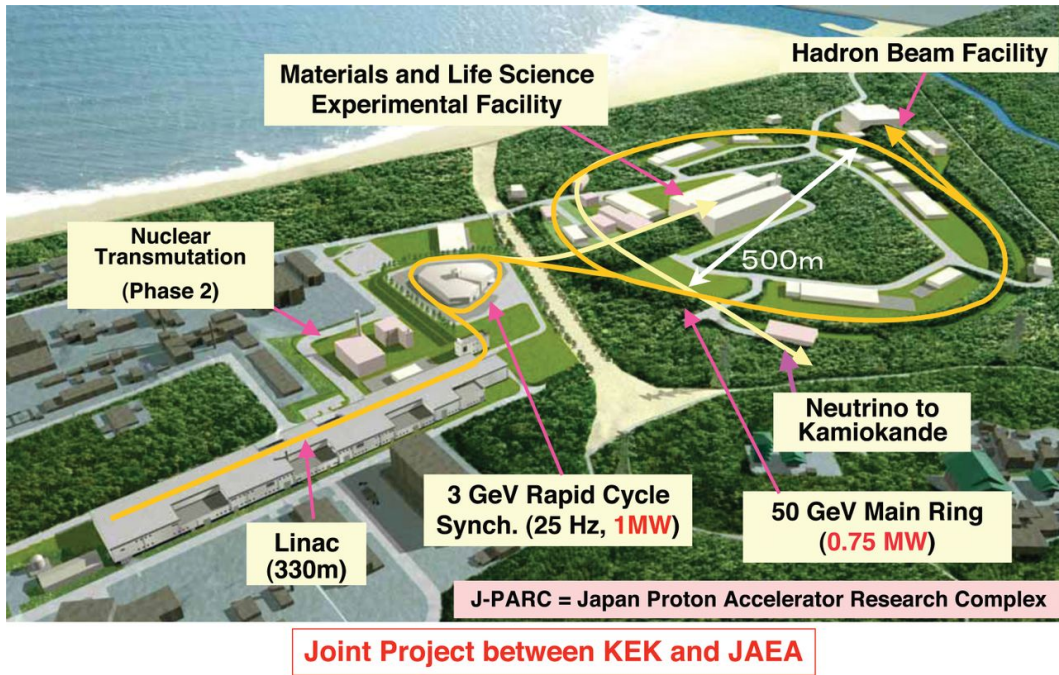 Hadron Beam Facility
Materials and Life Science
Experimental Facility
Nuclear
Transmutation
(Phase 2)
500m
Neutrino to
Kamiokande
3 GeV Rapid Cycle
Synch. (25 Hz, 1MW)
50 GeV Main Ring
(0.75 MW)
Linac
(330m)
J-PARC = Japan Proton Accelerator Research Complex
Joint Project between KEK and JAEA